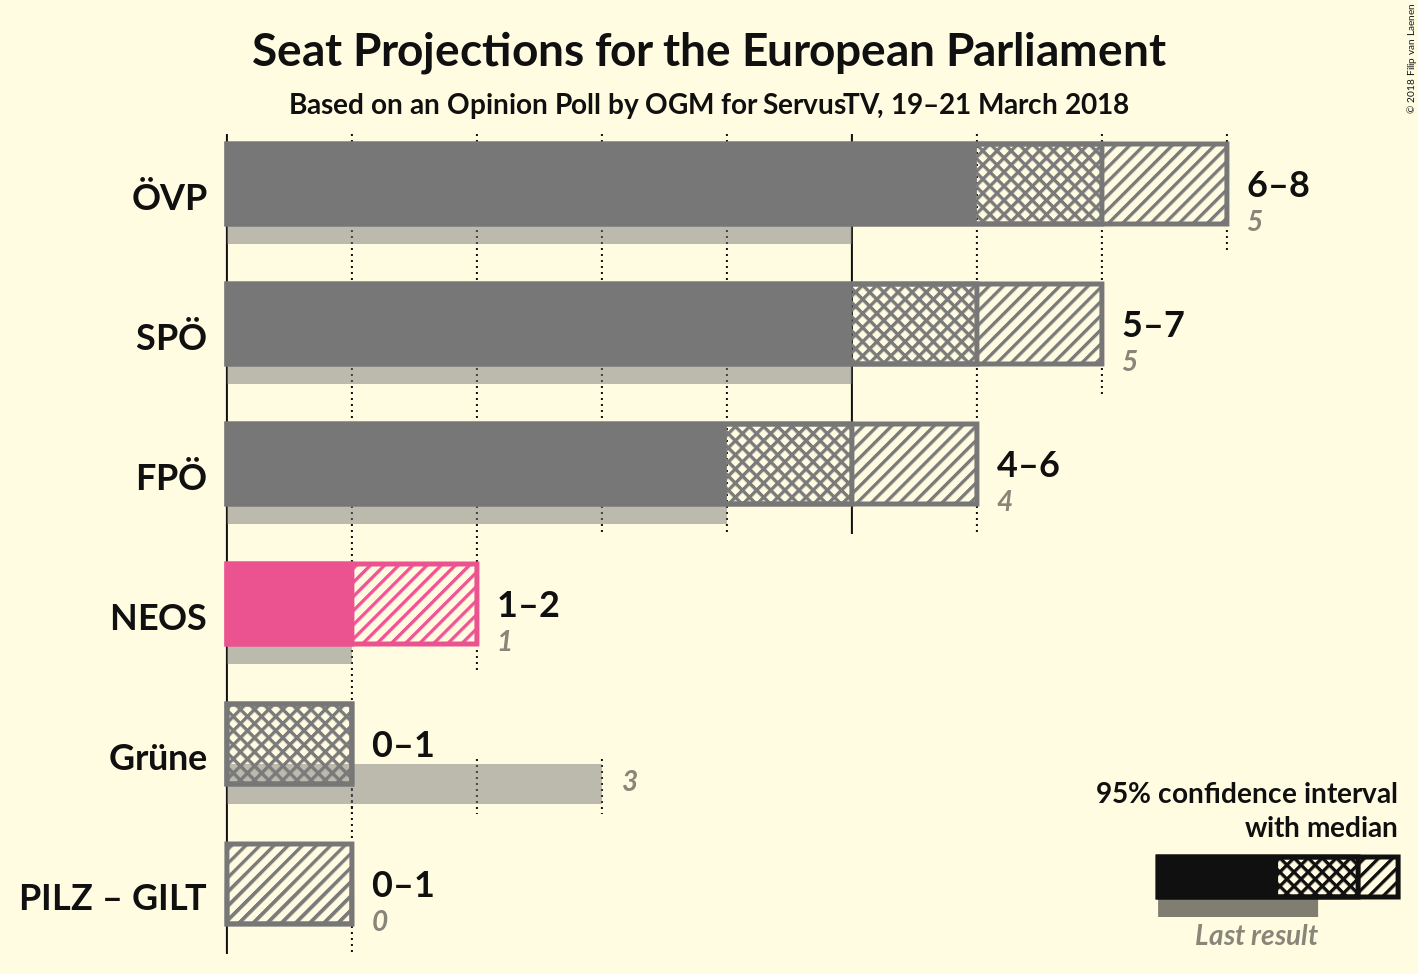 Seat Projections for the European Parliament
Based on an Opinion Poll by OGM for ServusTV, 19–21 March 2018
© 2018 Filip van Laenen
ÖVP
6–8
5
SPÖ
5–7
5
FPÖ
4–6
4
NEOS
1–2
1
Grüne
0–1
3
PILZ – GILT
0–1
0
95% confidence interval
with median
Last result